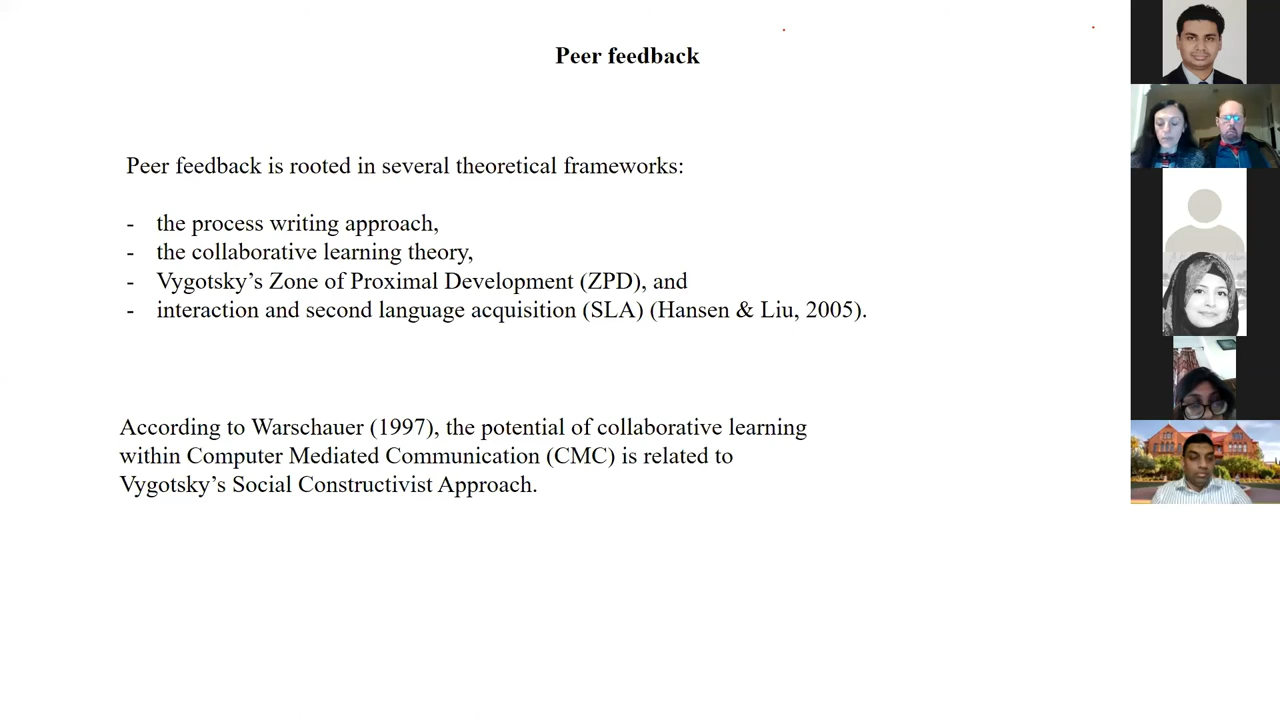 Peer feedback
Peer feedback is rooted in several theoretical frameworks:
- the process writing approach,
- the collaborative learning theory,
- Vygotsky’s Zone of Proximal Development (ZPD), and
- interaction and second language acquisition (SLA) (Hansen & Liu, 2005).
According to Warschauer (1997), the potential of collaborative learning
within Computer Mediated Communication (CMC) is related to
Vygotsky’s Social Constructivist Approach.